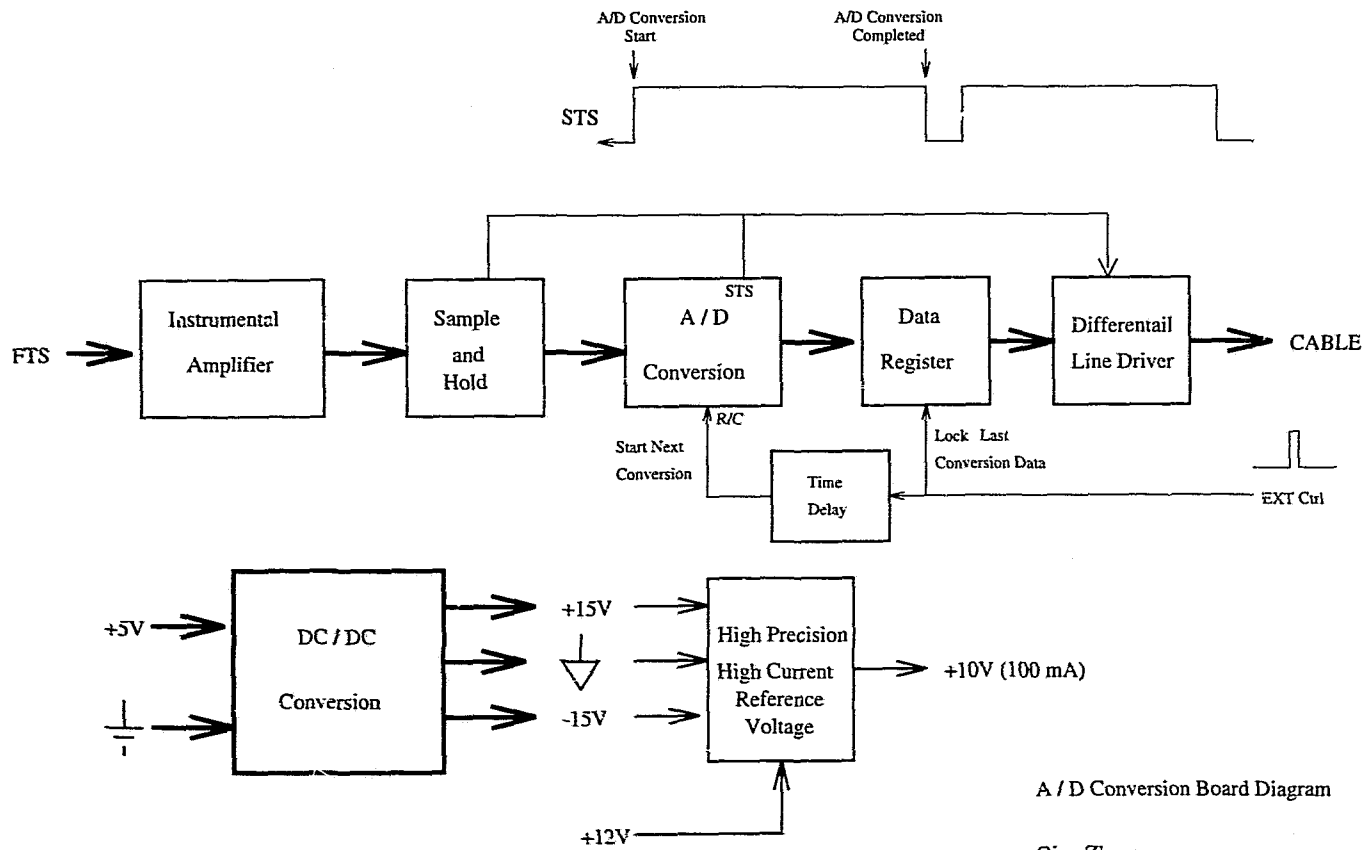 A/D Conversion
Start
A/D Conversion
Completed
STS
FTS
Instrumental
Amplifier
Sample
and
Hold
STS
A / D
Conversion
R/C
Data
Register
Differentail
Line Driver
CABLE
Start Next
Conversion
Time
Delay
Lock Last
Conversion Data
EXT Ctrl
+5V
DC / DC
Conversion
+15V
-15V
High Precision
High Current
Reference
Voltage
+10V (100 mA)
+12V
A / D Conversion Board Diagram